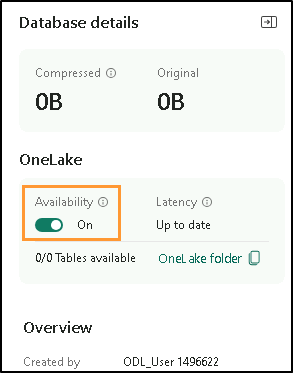 Database details
Compressed Original
0B 0B
OneLake
Availability Latency
On Up to date
0/0 Tables available OneLake folder
Overview
Created by ODL_User 1496622